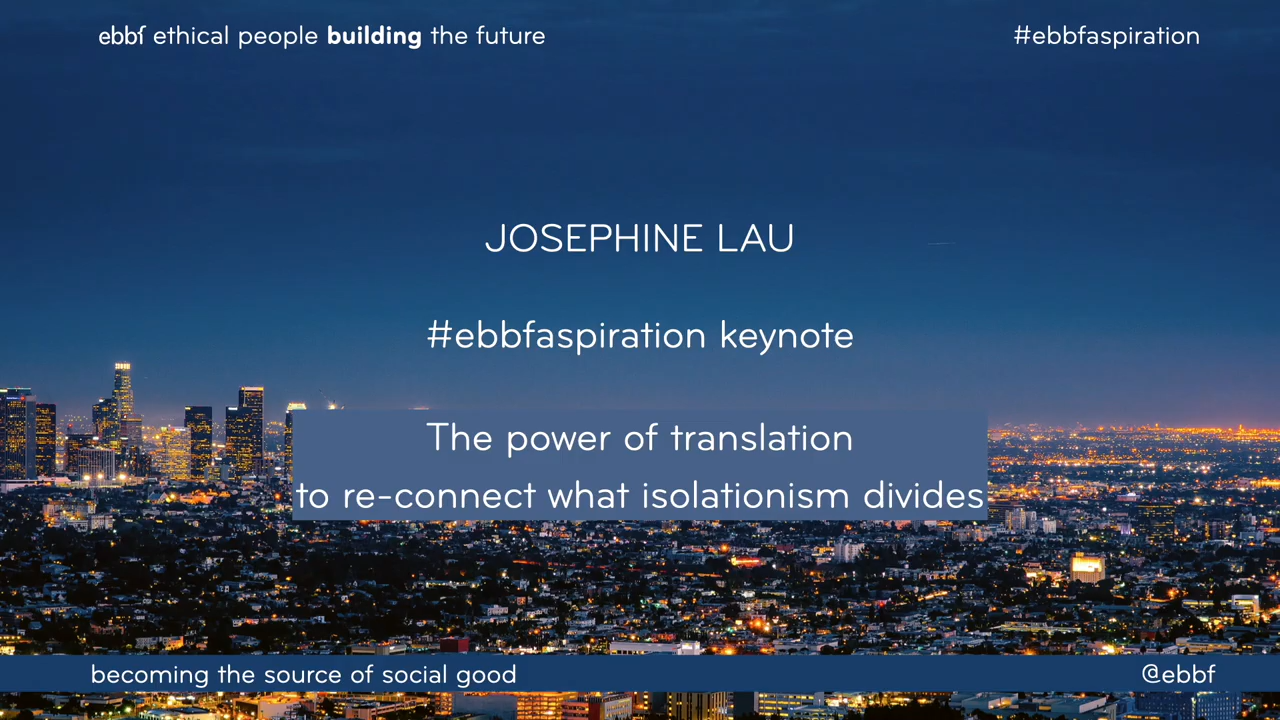 ebbf ethical people building the future
#ebbfaspiration
JOSEPHINE LAU
#ebbfaspiration keynote
The power of translation
to re-connect what isolationism divides
becoming the source of social good
@ebbf